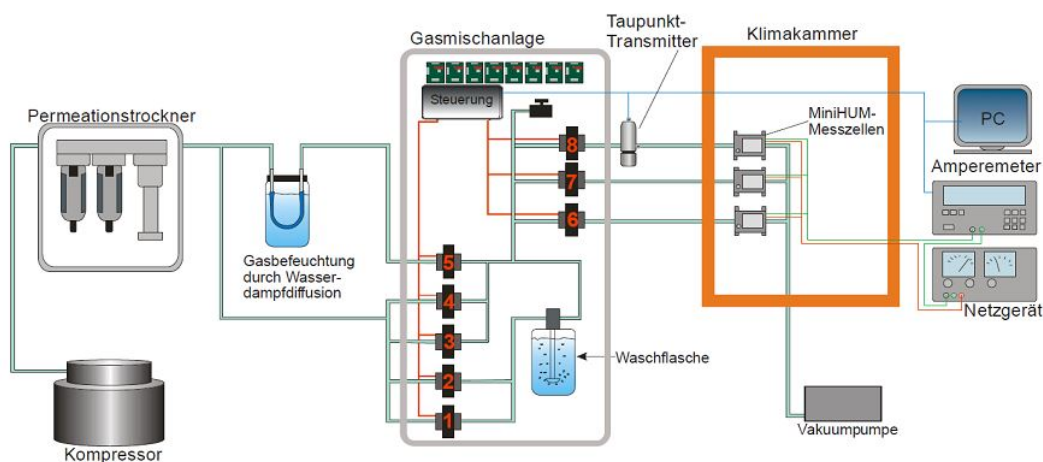 Gasmischanlage
Taupunkt-
Transmitter
Klimakammer
Steuerung
Permeationstrockner
MiniHUM-
Messzellen
PC
Amperemeter
8
7
6
Gasbefeuchtung
durch Wasser-
dampfdiffusion
5
4
3
2
1
Netzgerät
Waschflasche
Kompressor
Vakuumpumpe